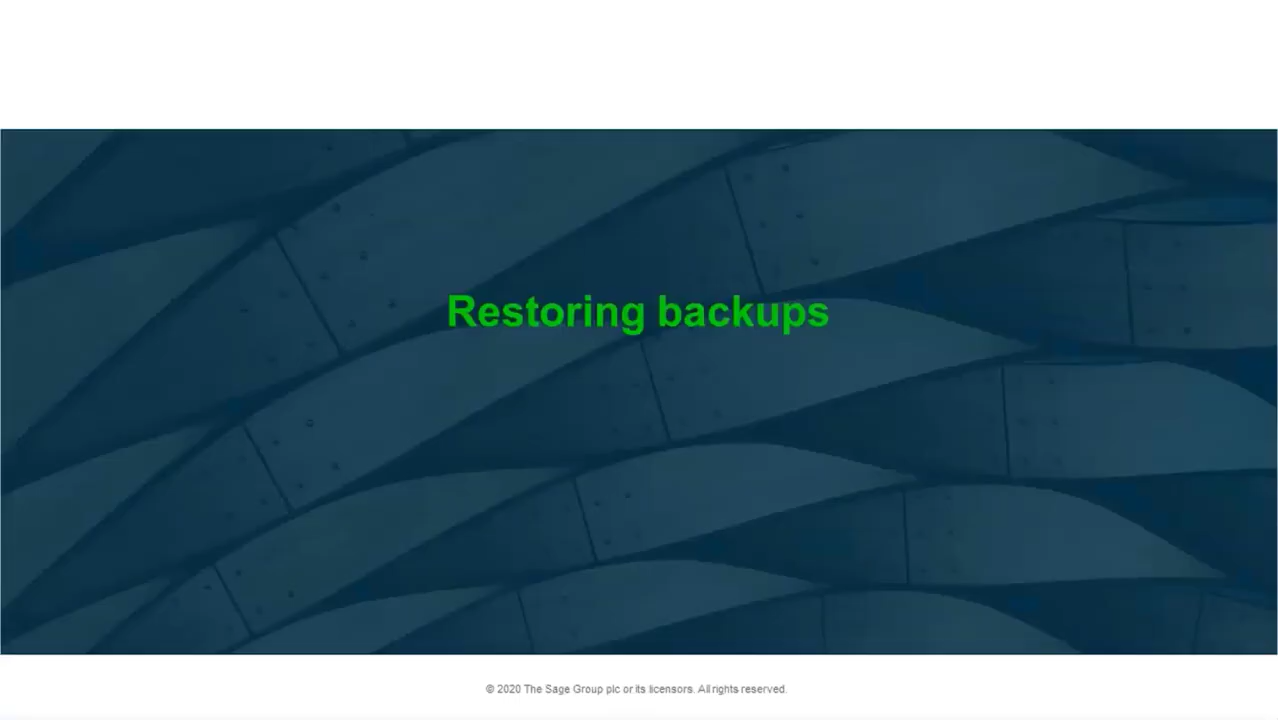 Restoring backups
© 2020 The Sage Group plc or its licensors. All rights reserved.